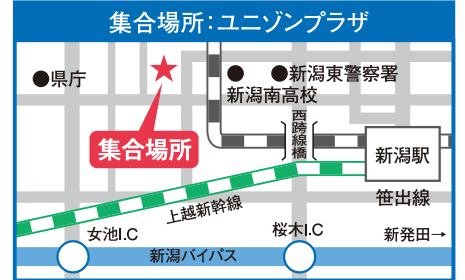 集合場所：ユニゾンプラザ
●県庁
●新潟東警察署
新潟南高校
西跨線橋
集合場所
新潟駅
笹出線
上越新幹線
女池I.C
桜木I.C
新発田→
新潟バイパス